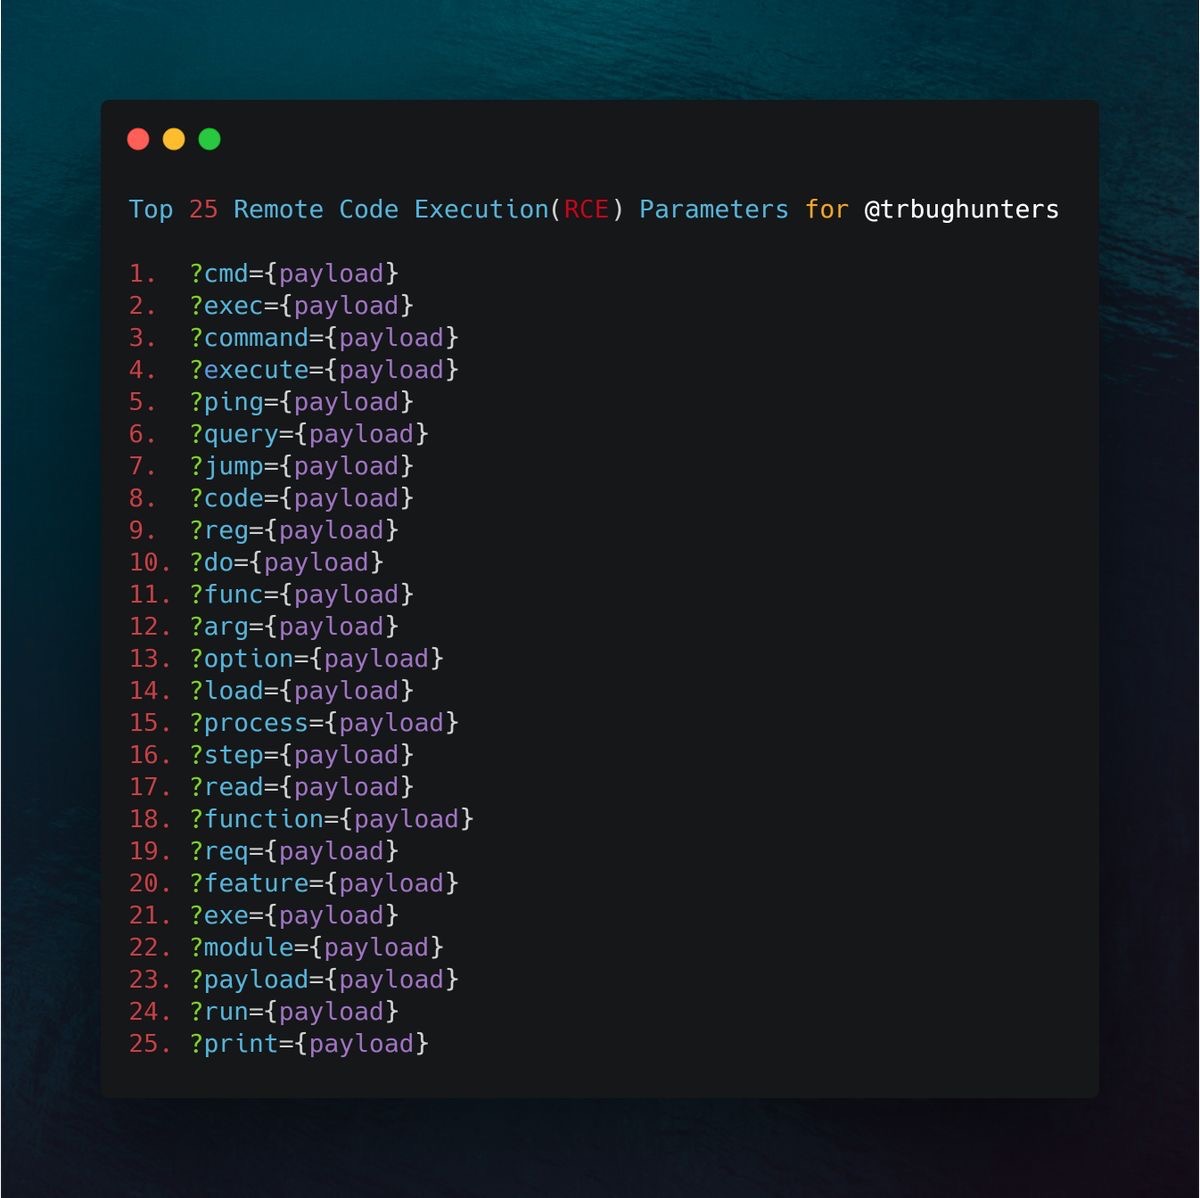 Top 25 Remote Code Execution(RCE) Parameters for @trbughunters
1. ?cmd={payload}
2. ?exec={payload}
3. ?command={payload}
4. ?execute={payload}
5. ?ping={payload}
6. ?query={payload}
7. ?jump={payload}
8. ?code={payload}
9. ?reg={payload}
10. ?do={payload}
11. ?func={payload}
12. ?arg={payload}
13. ?option={payload}
14. ?load={payload}
15. ?process={payload}
16. ?step={payload}
17. ?read={payload}
18. ?function={payload}
19. ?req={payload}
20. ?feature={payload}
21. ?exe={payload}
22. ?module={payload}
23. ?payload={payload}
24. ?run={payload}
25. ?print={payload}